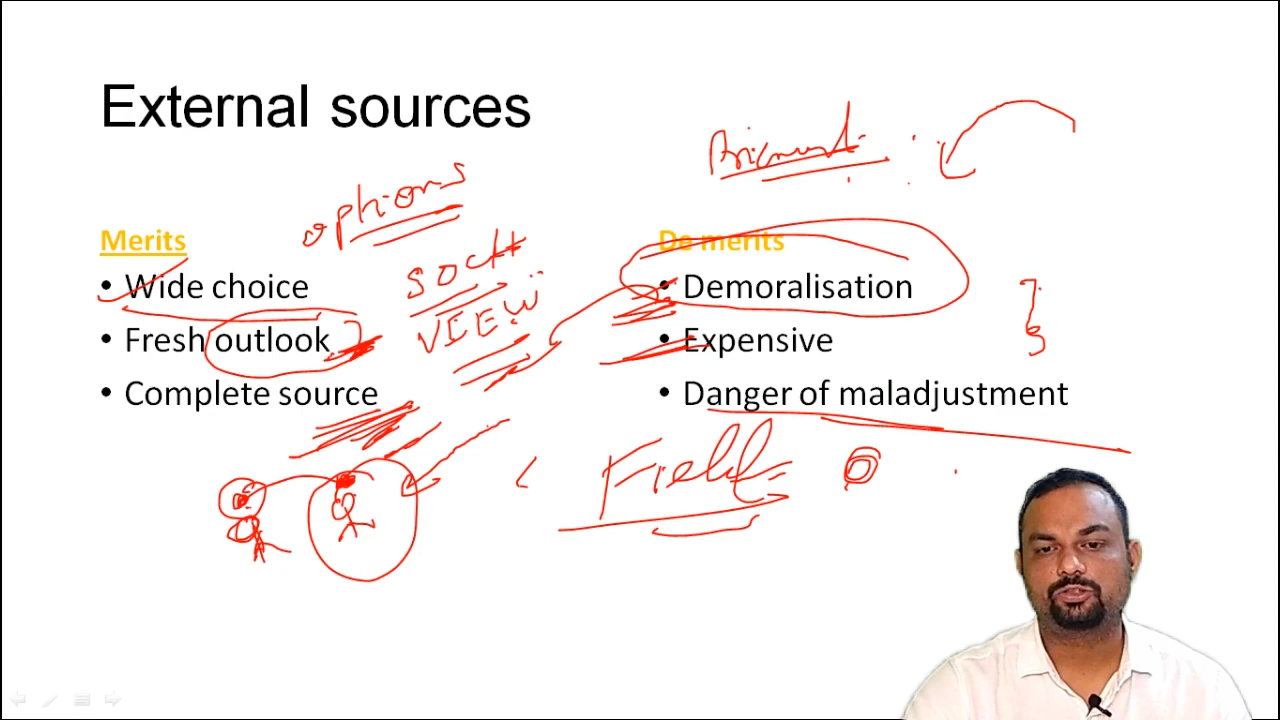 External sources
options
Merits
De merits
• Wide choice
SOCH
• Demoralisation
VIEW
• Fresh outlook
• Expensive
• Complete source
• Danger of maladjustment
Field